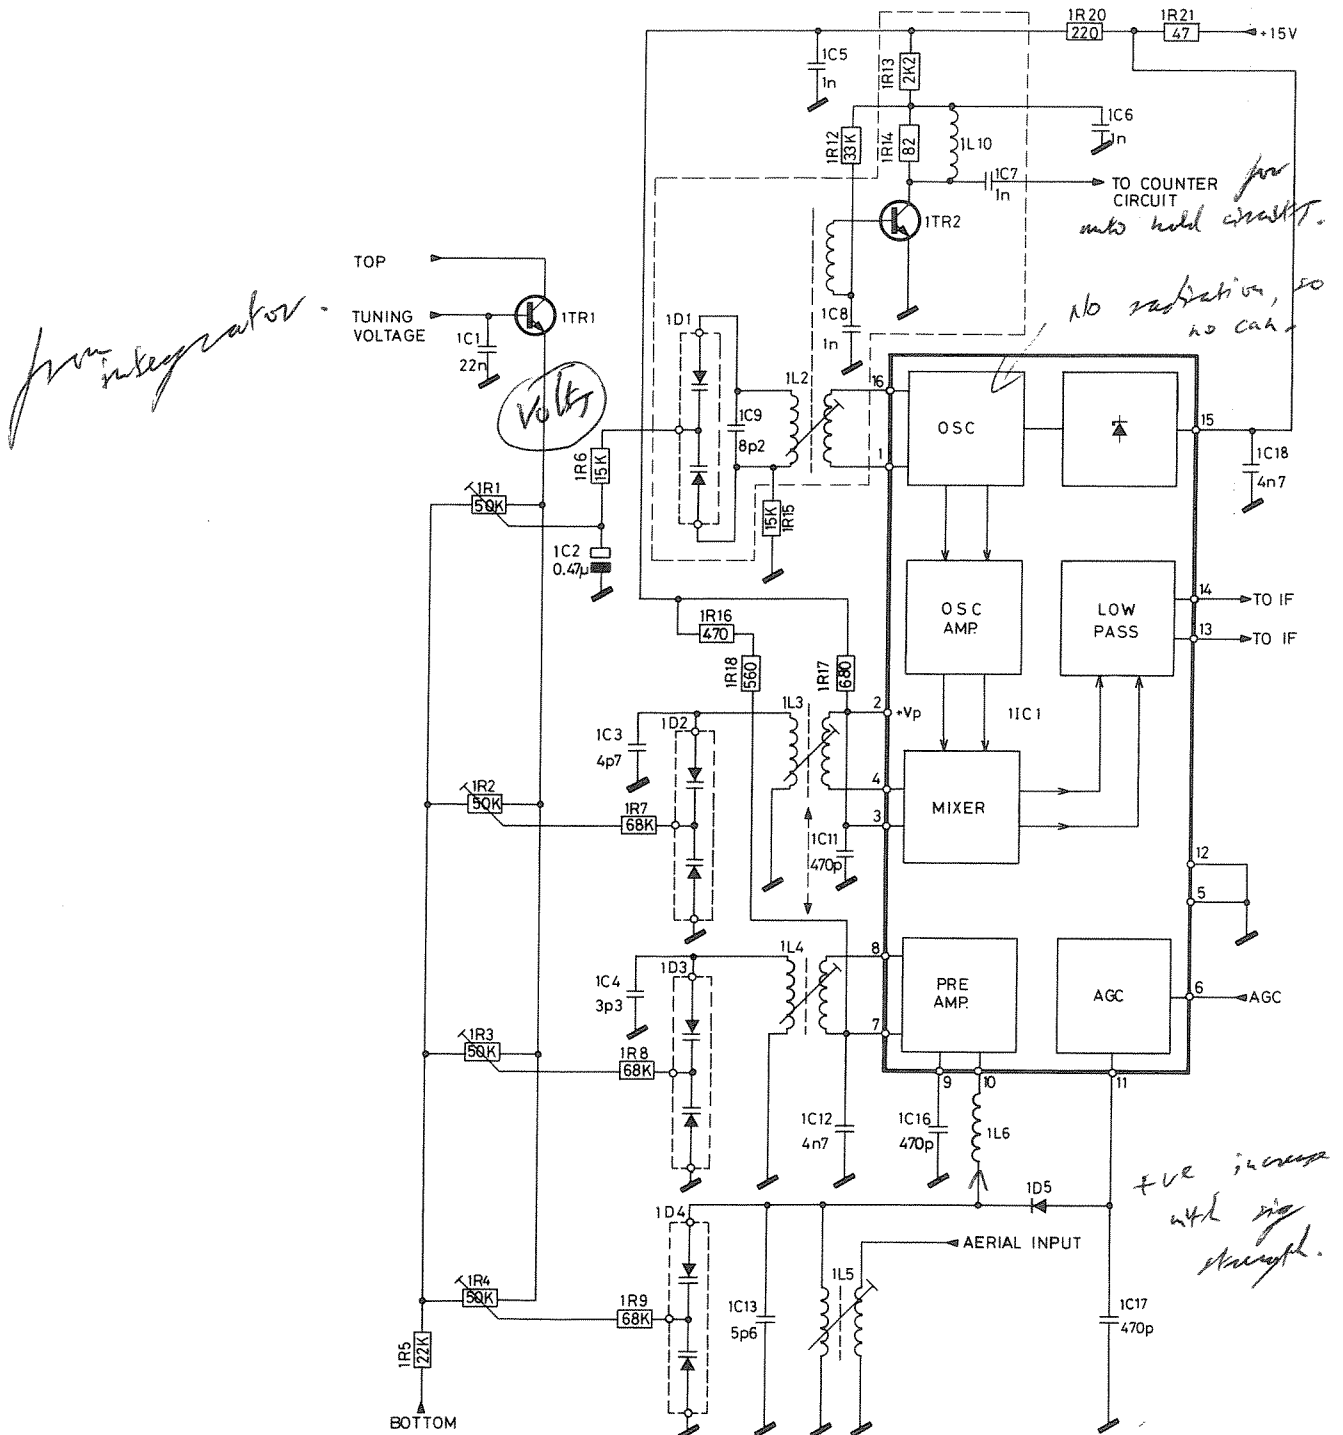 1R20
220
1R21
47
+15V
1C5
1n
1R13
2K2
1R12
33K
1R14
82
1L10
1C6
1n
1C7
1n
TO COUNTER
CIRCUIT
for
auto hold circuit.
1TR2
TOP
TUNING
VOLTAGE
1TR1
1C1
22n
from
integrator.
Volts
No radiation, so
no can.
1C8
1n
1D1
1L2
1C9
8p2
16
1
OSC
15
1C18
4n7
1R6
15K
1R1
50K
1C2
0.47µ
15K
1R15
OSC
AMP.
LOW
PASS
14
TO IF
13
TO IF
1R16
470
1R18
560
1R17
680
1L3
2
+Vp
1IC1
1D2
1C3
4p7
4
MIXER
3
1R2
50K
1R7
68K
1C11
470p
12
5
1L4
8
PRE
AMP.
AGC
6
AGC
7
1D3
1C4
3p3
1R3
50K
1R8
68K
9
10
11
1C12
4n7
1C16
470p
1L6
1D5
+ve increase
with sig
strength.
1D4
AERIAL INPUT
1L5
1R4
50K
1R9
68K
1C13
5p6
1C17
470p
1R5
22K
BOTTOM